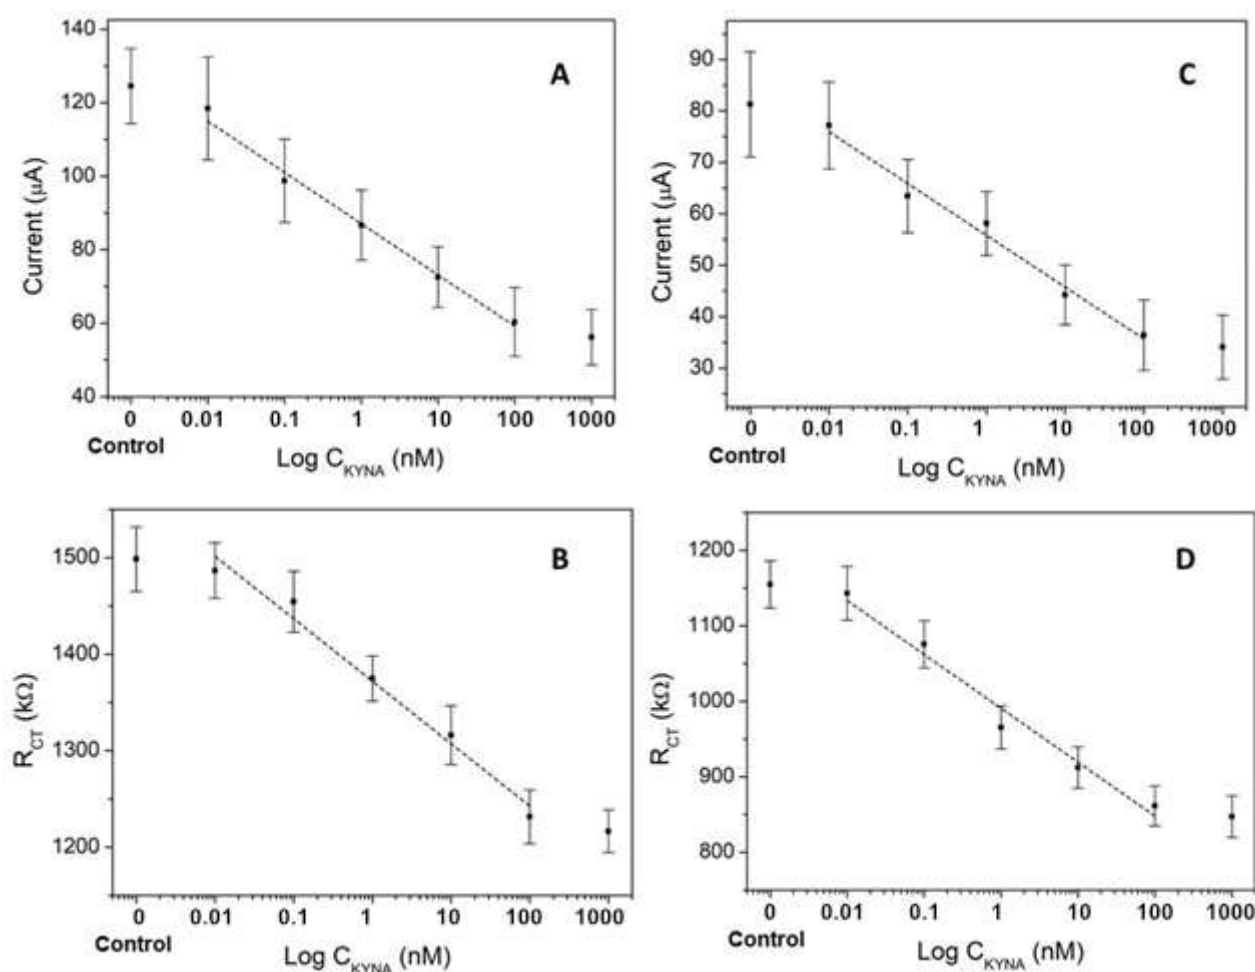 A
Current (μA)
140
120
100
80
60
40
0 0.01 0.1 1 10 100 1000
Control
Log C_KYNA (nM)
C
Current (μA)
90
80
70
60
50
40
30
0 0.01 0.1 1 10 100 1000
Control
Log C_KYNA (nM)
B
R_CT (kΩ)
1500
1400
1300
1200
0 0.01 0.1 1 10 100 1000
Control
Log C_KYNA (nM)
D
R_CT (kΩ)
1200
1100
1000
900
800
0 0.01 0.1 1 10 100 1000
Control
Log C_KYNA (nM)